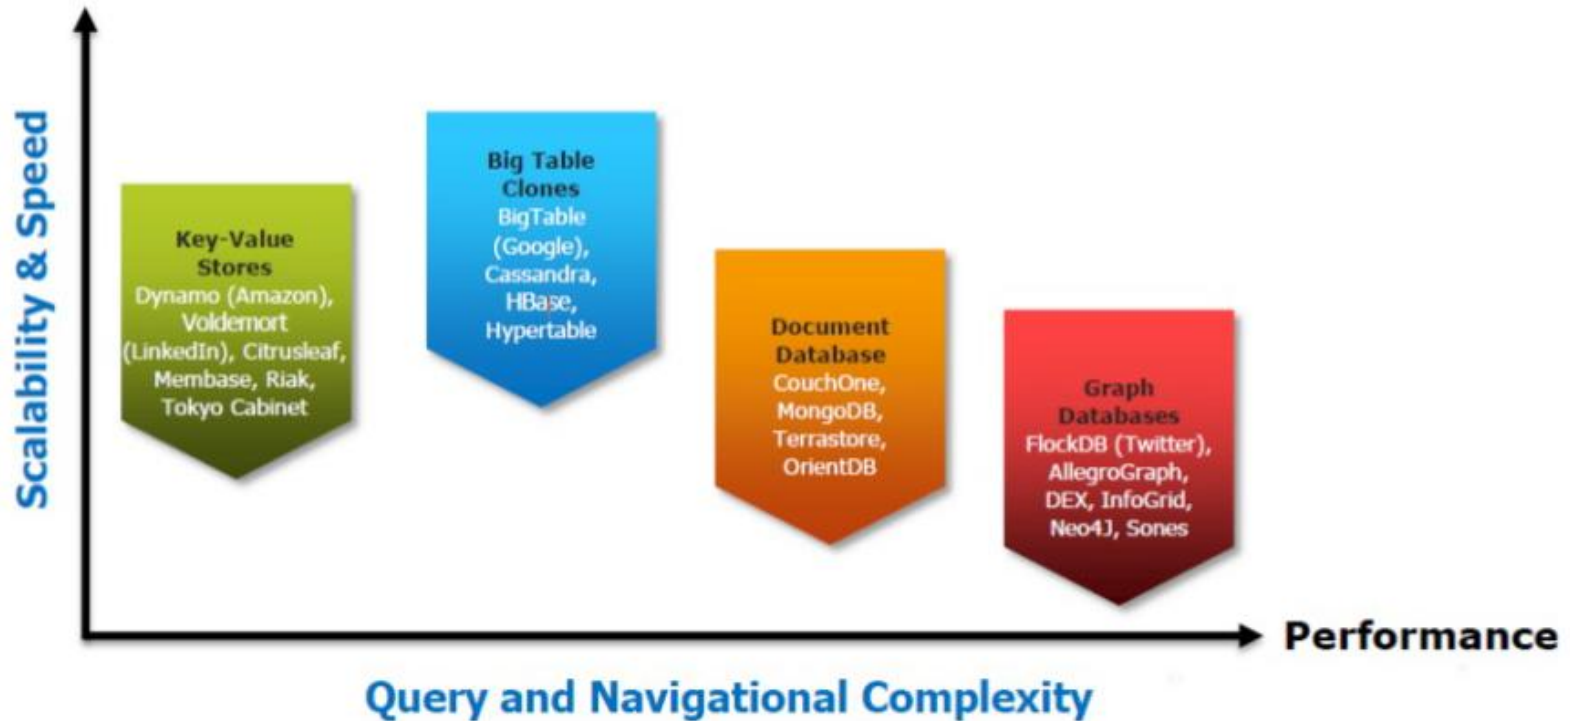 Scalability & Speed
Key-Value
Stores
Dynamo (Amazon),
Voldemort
(LinkedIn), Citrusleaf,
Membase, Riak,
Tokyo Cabinet
Big Table
Clones
BigTable
(Google),
Cassandra,
HBase,
Hypertable
Document
Database
CouchOne,
MongoDB,
Terrastore,
OrientDB
Graph
Databases
FlockDB (Twitter),
AllegroGraph,
DEX, InfoGrid,
Neo4J, Sones
Performance
Query and Navigational Complexity